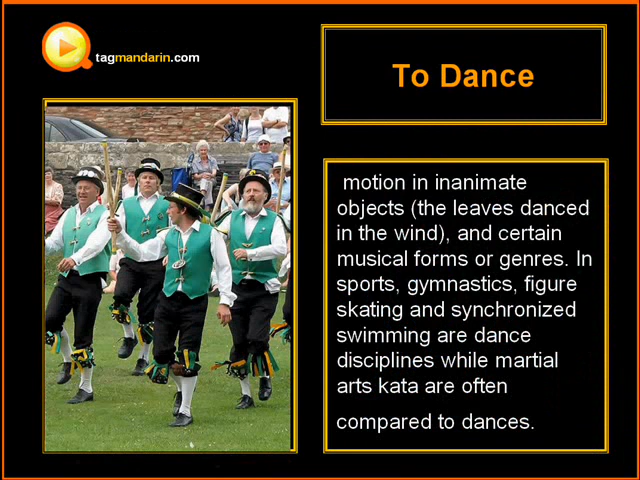 tagmandarin.com
To Dance
motion in inanimate
objects (the leaves danced
in the wind), and certain
musical forms or genres. In
sports, gymnastics, figure
skating and synchronized
swimming are dance
disciplines while martial
arts kata are often
compared to dances.